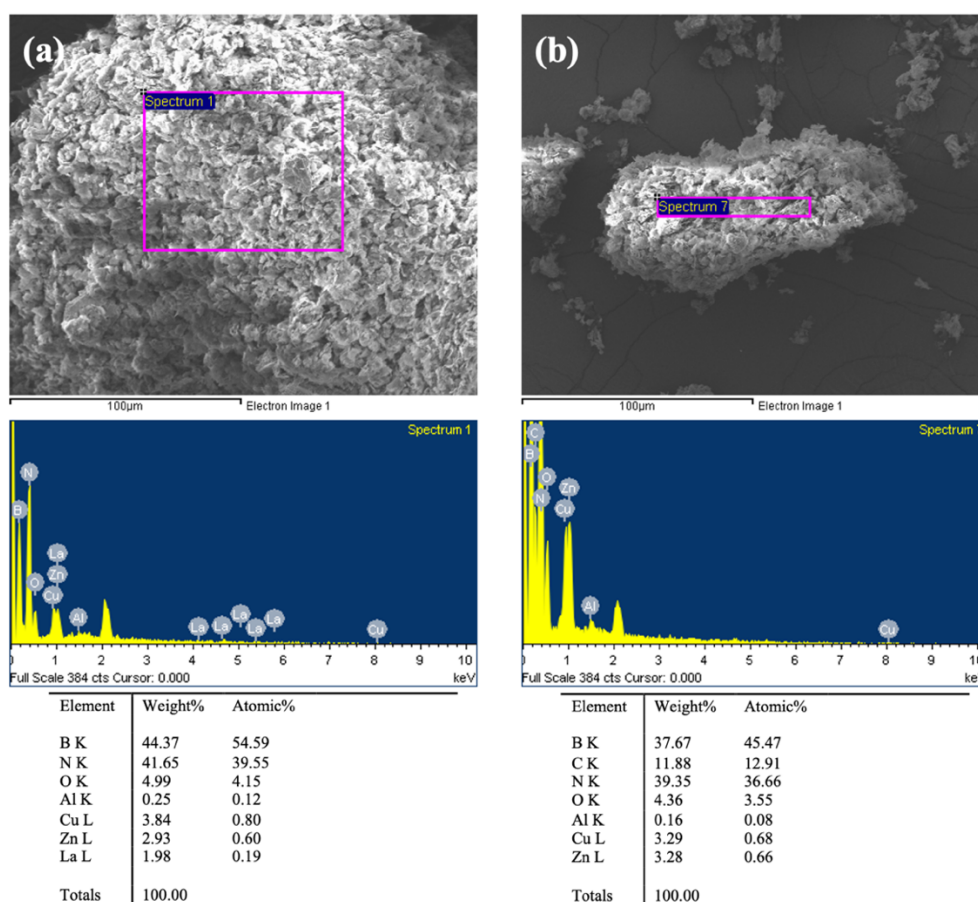 (a)
Spectrum 1
100µm Electron Image 1
Spectrum 1
N
B
La
Zn
O
Cu
Al
La
La
La
La
La
Cu
0 1 2 3 4 5 6 7 8 9 10
Full Scale 384 cts Cursor: 0.000 keV
Element Weight% Atomic%
B K 44.37 54.59
N K 41.65 39.55
O K 4.99 4.15
Al K 0.25 0.12
Cu L 3.84 0.80
Zn L 2.93 0.60
La L 1.98 0.19
Totals 100.00
(b)
Spectrum 7
100µm Electron Image 1
Spectrum
C
B
O
Zn
N
Cu
Al
Cu
1 2 3 4 5 6 7 8 9 10
Full Scale 384 cts Cursor: 0.000 ke
Element Weight% Atomic%
B K 37.67 45.47
C K 11.88 12.91
N K 39.35 36.66
O K 4.36 3.55
Al K 0.16 0.08
Cu L 3.29 0.68
Zn L 3.28 0.66
Totals 100.00